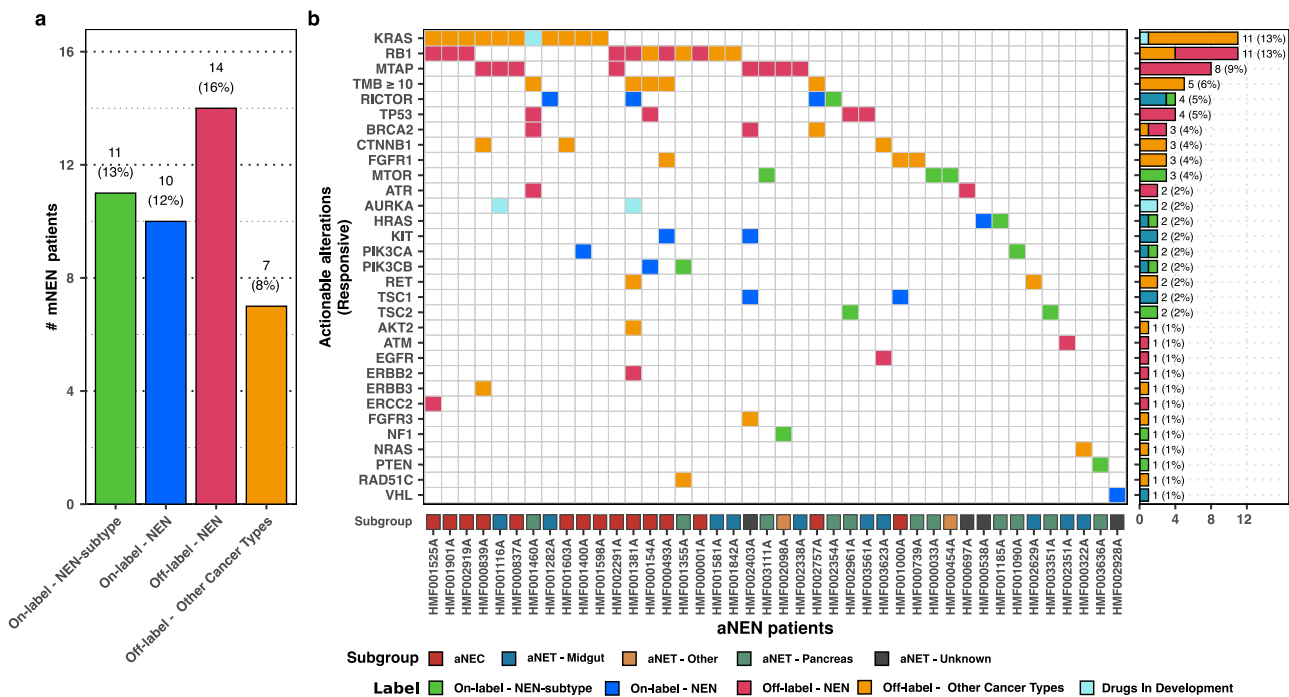 a
# mNEN patients
16
12
8
4
0
11
(13%)
10
(12%)
14
(16%)
7
(8%)
On-label - NEN-subtype
On-label - NEN
Off-label - NEN
Off-label - Other Cancer Types
b
Actionable alterations
(Responsive)
KRAS
RB1
MTAP
TMB ≥ 10
RICTOR
TP53
BRCA2
CTNNB1
FGFR1
MTOR
ATR
AURKA
HRAS
KIT
PIK3CA
PIK3CB
RET
TSC1
TSC2
AKT2
ATM
EGFR
ERBB2
ERBB3
ERCC2
FGFR3
NF1
NRAS
PTEN
RAD51C
VHL
11 (13%)
11 (13%)
8 (9%)
5 (6%)
4 (5%)
4 (5%)
3 (4%)
3 (4%)
3 (4%)
3 (4%)
2 (2%)
2 (2%)
2 (2%)
2 (2%)
2 (2%)
2 (2%)
2 (2%)
2 (2%)
2 (2%)
1 (1%)
1 (1%)
1 (1%)
1 (1%)
1 (1%)
1 (1%)
1 (1%)
1 (1%)
1 (1%)
1 (1%)
1 (1%)
1 (1%)
0 4 8 12
Subgroup
HMF001525A
HMF001901A
HMF002919A
HMF000839A
HMF001116A
HMF000837A
HMF001460A
HMF001282A
HMF001603A
HMF001400A
HMF001598A
HMF002291A
HMF001381A
HMF000154A
HMF000493A
HMF001355A
HMF000001A
HMF001581A
HMF001842A
HMF002403A
HMF003111A
HMF002098A
HMF002338A
HMF002757A
HMF002354A
HMF002961A
HMF003561A
HMF003623A
HMF001000A
HMF000739A
HMF000033A
HMF000454A
HMF000697A
HMF000538A
HMF001185A
HMF001090A
HMF002629A
HMF003351A
HMF002351A
HMF000322A
HMF003636A
HMF002928A
aNEN patients
Subgroup aNEC aNET - Midgut aNET - Other aNET - Pancreas aNET - Unknown
Label On-label - NEN-subtype On-label - NEN Off-label - NEN Off-label - Other Cancer Types Drugs In Development